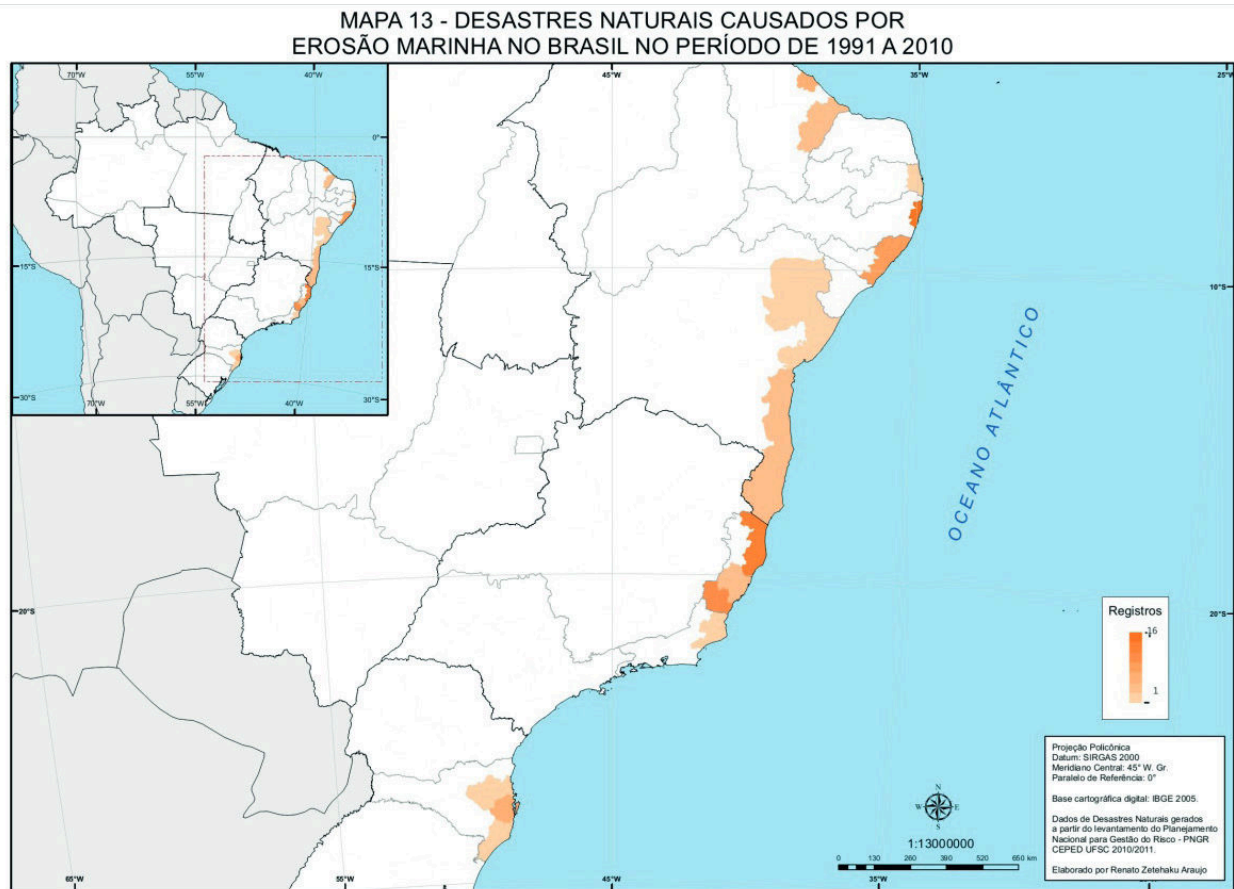 MAPA 13 - DESASTRES NATURAIS CAUSADOS POR
EROSÃO MARINHA NO BRASIL NO PERÍODO DE 1991 A 2010
70°W
55°W
40°W
0°
0°
15°S
15°S
30°S
30°S
70°W
55°W
40°W
45°W
35°W
25°W
10°S
OCEANO ATLÂNTICO
20°S
20°S
Registros
16
1
Projeção Policônica
Datum: SIRGAS 2000
Meridiano Central: 45° W. Gr.
Paralelo de Referência: 0°
Base cartográfica digital: IBGE 2005.
Dados de Desastres Naturais gerados
a partir do levantamento do Planejamento
Nacional para Gestão do Risco - PNGR
CEPED UFSC 2010/2011.
Elaborado por Renato Zetehaku Araujo
N
W
E
S
1:13000000
0 130 260 390 520 650 km
65°W
55°W
45°W
35°W